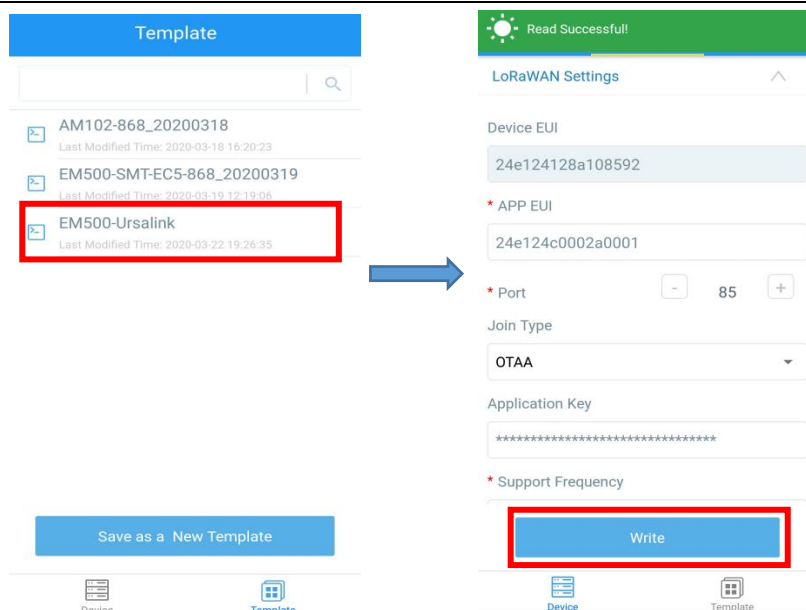 Template
AM102-868_20200318
Last Modified Time: 2020-03-18 16:20:23
EM500-SMT-EC5-868_20200319
Last Modified Time: 2020-03-19 12:19:06
EM500-Ursalink
Last Modified Time: 2020-03-22 19:26:35
Save as a New Template
Device
Template
Read Successful!
LoRaWAN Settings
Device EUI
24e124128a108592
* APP EUI
24e124c0002a0001
* Port - 85 +
Join Type
OTAA
Application Key
********************************
* Support Frequency
Write
Device
Template